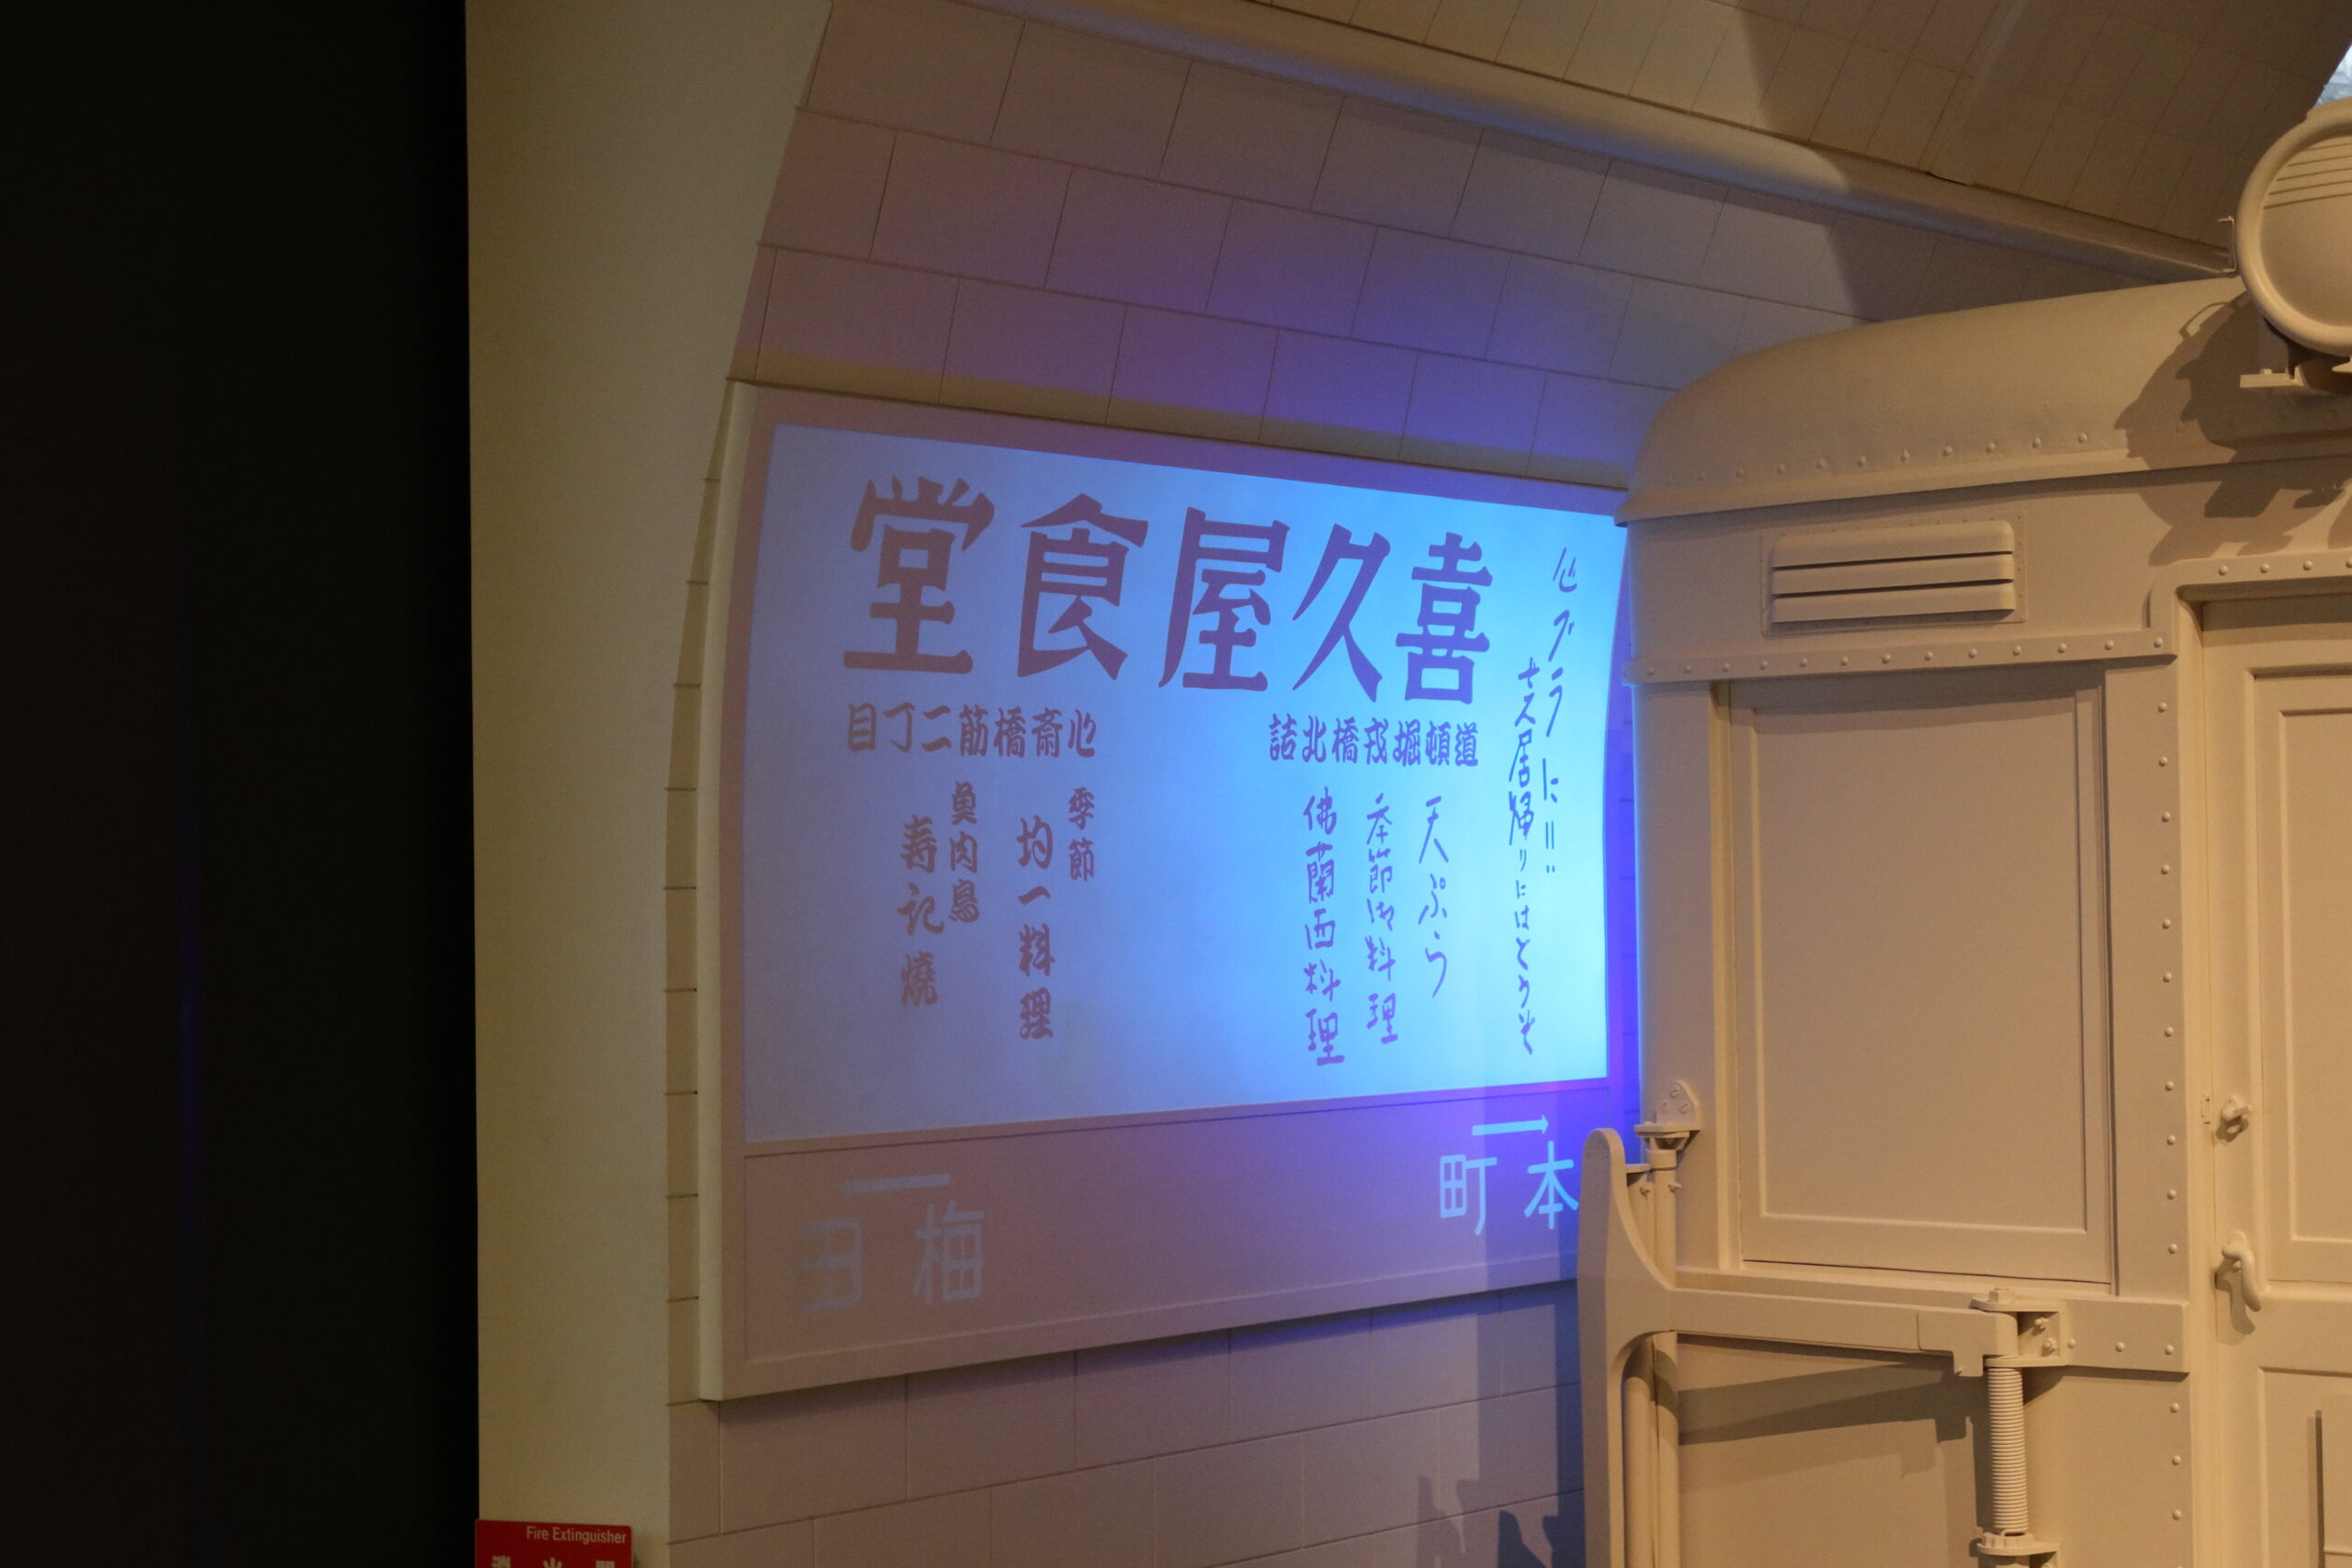 心ブラに!!
芝居帰りにはどうぞ
喜久屋食堂
道頓堀戎橋北詰
天ぷら
季節御料理
佛蘭西料理
心斎橋筋二丁目
季節
均一料理
魚肉鳥
寿記燒
→
本町
梅田
Fire Extinguisher